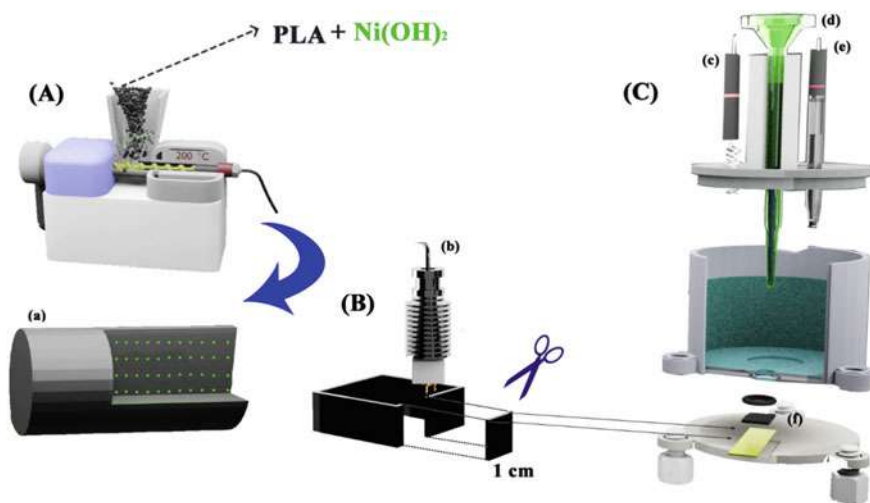 PLA + Ni(OH)₂
(A)
200 °C
(a)
(b)
(B)
1 cm
(C)
(c)
(d)
(e)
(f)